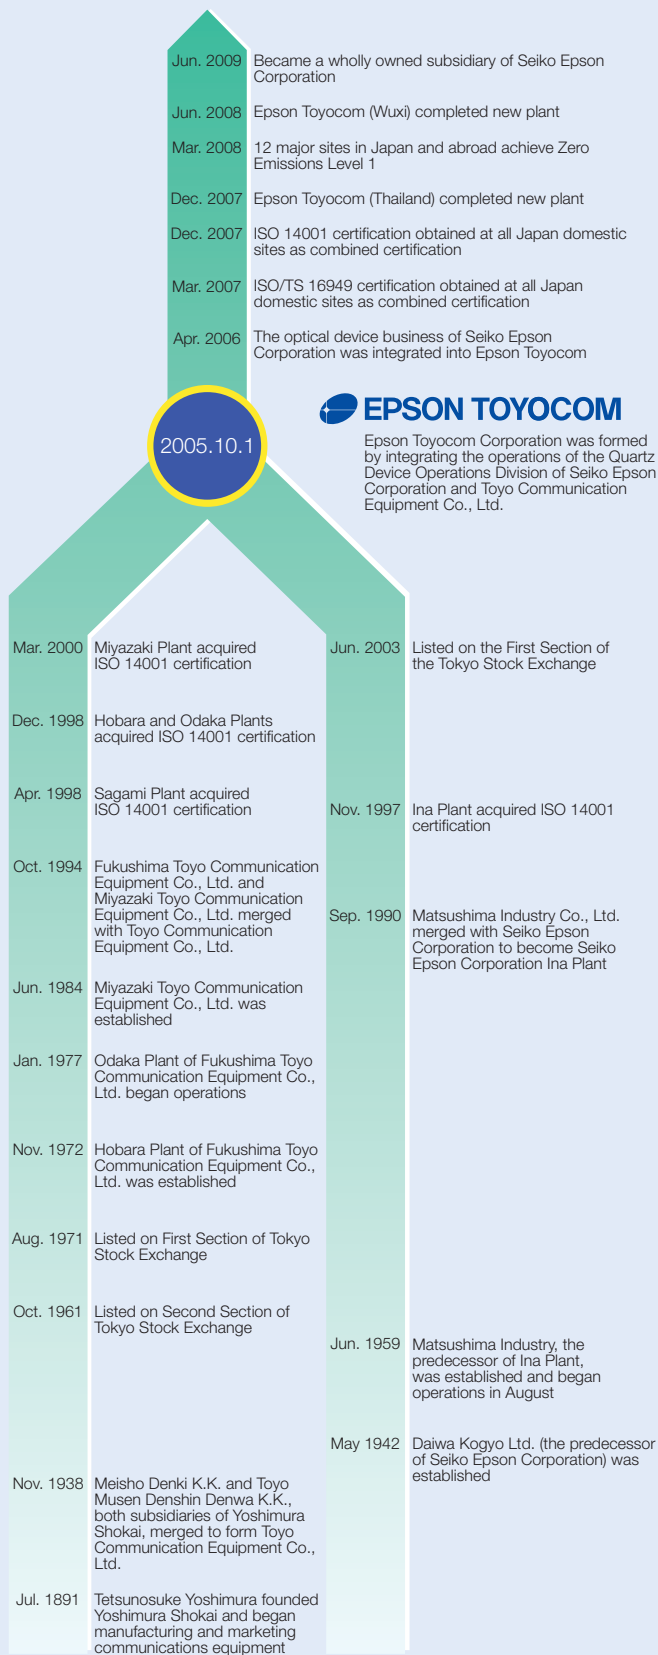 Jun. 2009 Became a wholly owned subsidiary of Seiko Epson
Corporation
Jun. 2008 Epson Toyocom (Wuxi) completed new plant
Mar. 2008 12 major sites in Japan and abroad achieve Zero
Emissions Level 1
Dec. 2007 Epson Toyocom (Thailand) completed new plant
Dec. 2007 ISO 14001 certification obtained at all Japan domestic
sites as combined certification
Mar. 2007 ISO/TS 16949 certification obtained at all Japan
domestic sites as combined certification
Apr. 2006 The optical device business of Seiko Epson
Corporation was integrated into Epson Toyocom
2005.10.1
EPSON TOYOCOM
Epson Toyocom Corporation was formed
by integrating the operations of the Quartz
Device Operations Division of Seiko Epson
Corporation and Toyo Communication
Equipment Co., Ltd.
Mar. 2000 Miyazaki Plant acquired
ISO 14001 certification
Dec. 1998 Hobara and Odaka Plants
acquired ISO 14001 certification
Apr. 1998 Sagami Plant acquired
ISO 14001 certification
Oct. 1994 Fukushima Toyo Communication
Equipment Co., Ltd. and
Miyazaki Toyo Communication
Equipment Co., Ltd. merged
with Toyo Communication
Equipment Co., Ltd.
Jun. 1984 Miyazaki Toyo Communication
Equipment Co., Ltd. was
established
Jan. 1977 Odaka Plant of Fukushima Toyo
Communication Equipment Co.,
Ltd. began operations
Nov. 1972 Hobara Plant of Fukushima Toyo
Communication Equipment Co.,
Ltd. was established
Aug. 1971 Listed on First Section of Tokyo
Stock Exchange
Oct. 1961 Listed on Second Section of
Tokyo Stock Exchange
Nov. 1938 Meisho Denki K.K. and Toyo
Musen Denshin Denwa K.K.,
both subsidiaries of Yoshimura
Shokai, merged to form Toyo
Communication Equipment Co.,
Ltd.
Jul. 1891 Tetsunosuke Yoshimura founded
Yoshimura Shokai and began
manufacturing and marketing
communications equipment
Jun. 2003 Listed on the First Section of
the Tokyo Stock Exchange
Nov. 1997 Ina Plant acquired ISO 14001
certification
Sep. 1990 Matsushima Industry Co., Ltd.
merged with Seiko Epson
Corporation to become Seiko
Epson Corporation Ina Plant
Jun. 1959 Matsushima Industry, the
predecessor of Ina Plant,
was established and began
operations in August
May 1942 Daiwa Kogyo Ltd. (the predecessor
of Seiko Epson Corporation) was
established